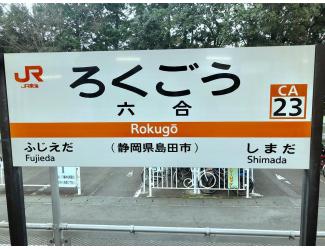 JR
JR東海
ろくごう
六合
CA
23
Rokugō
ふじえだ
Fujieda
（静岡県島田市）
しまだ
Shimada